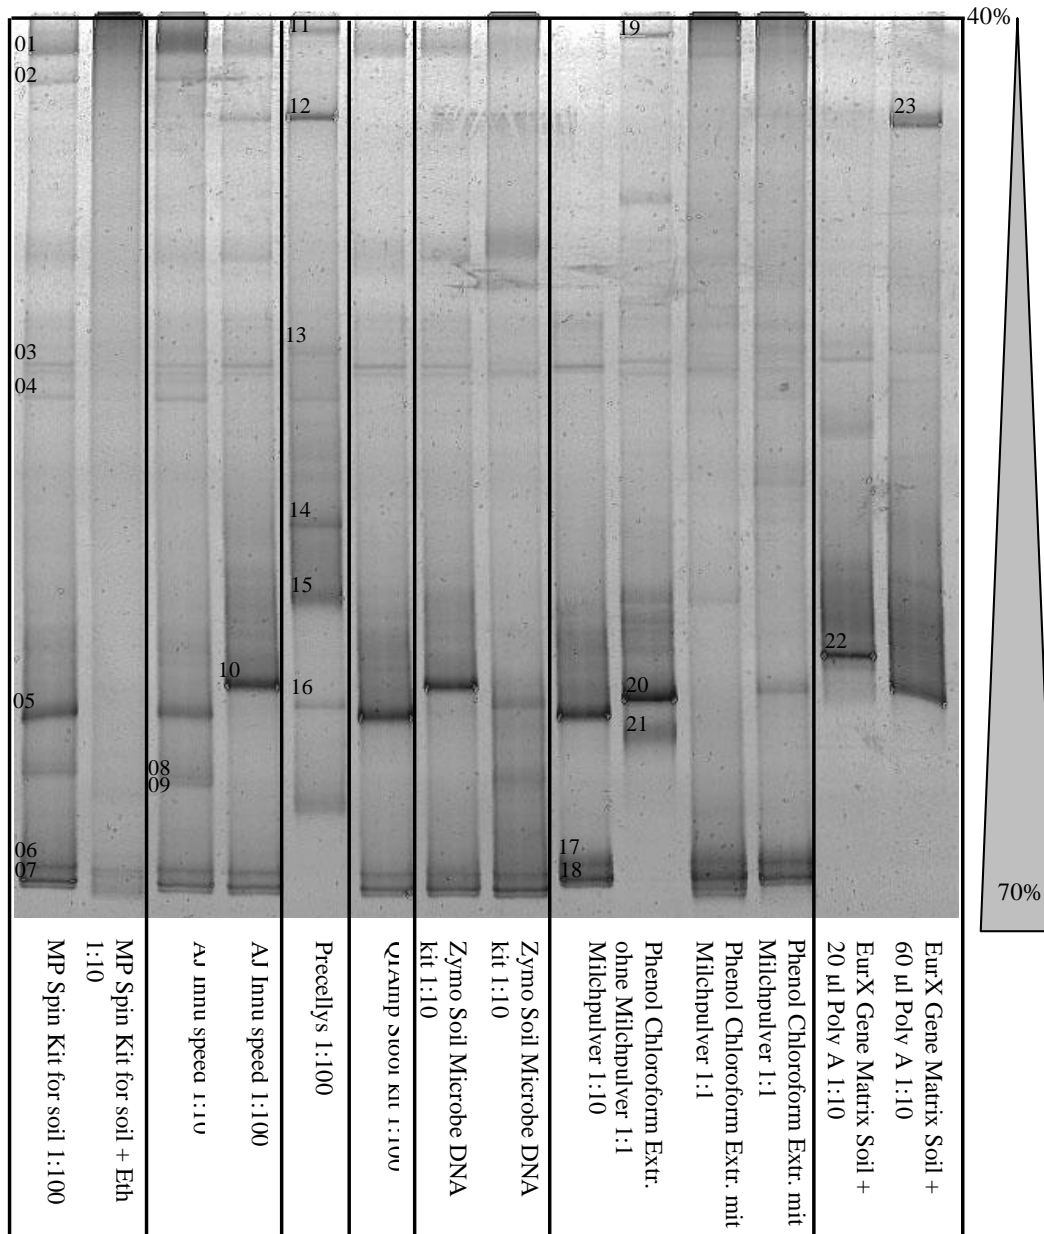 40%
01
02
11
12
19
23
03
04
13
14
15
10
16
05
20
21
22
08
09
06
07
17
18
70%
MP Spin Kit for soil 1:100
MP Spin Kit for soil + Eth
1:10
AJ Innu speed 1:10
AJ Innu speed 1:100
Precellys 1:100
QIAmp Stool Kit 1:100
Zymo Soil Microbe DNA
kit 1:10
Zymo Soil Microbe DNA
kit 1:10
Milchpulver 1:10
Phenol Chloroform Extr.
ohne Milchpulver 1:1
Phenol Chloroform Extr. mit
Milchpulver 1:1
Phenol Chloroform Extr. mit
Milchpulver 1:1
EurX Gene Matrix Soil +
20 µl Poly A 1:10
EurX Gene Matrix Soil +
60 µl Poly A 1:10